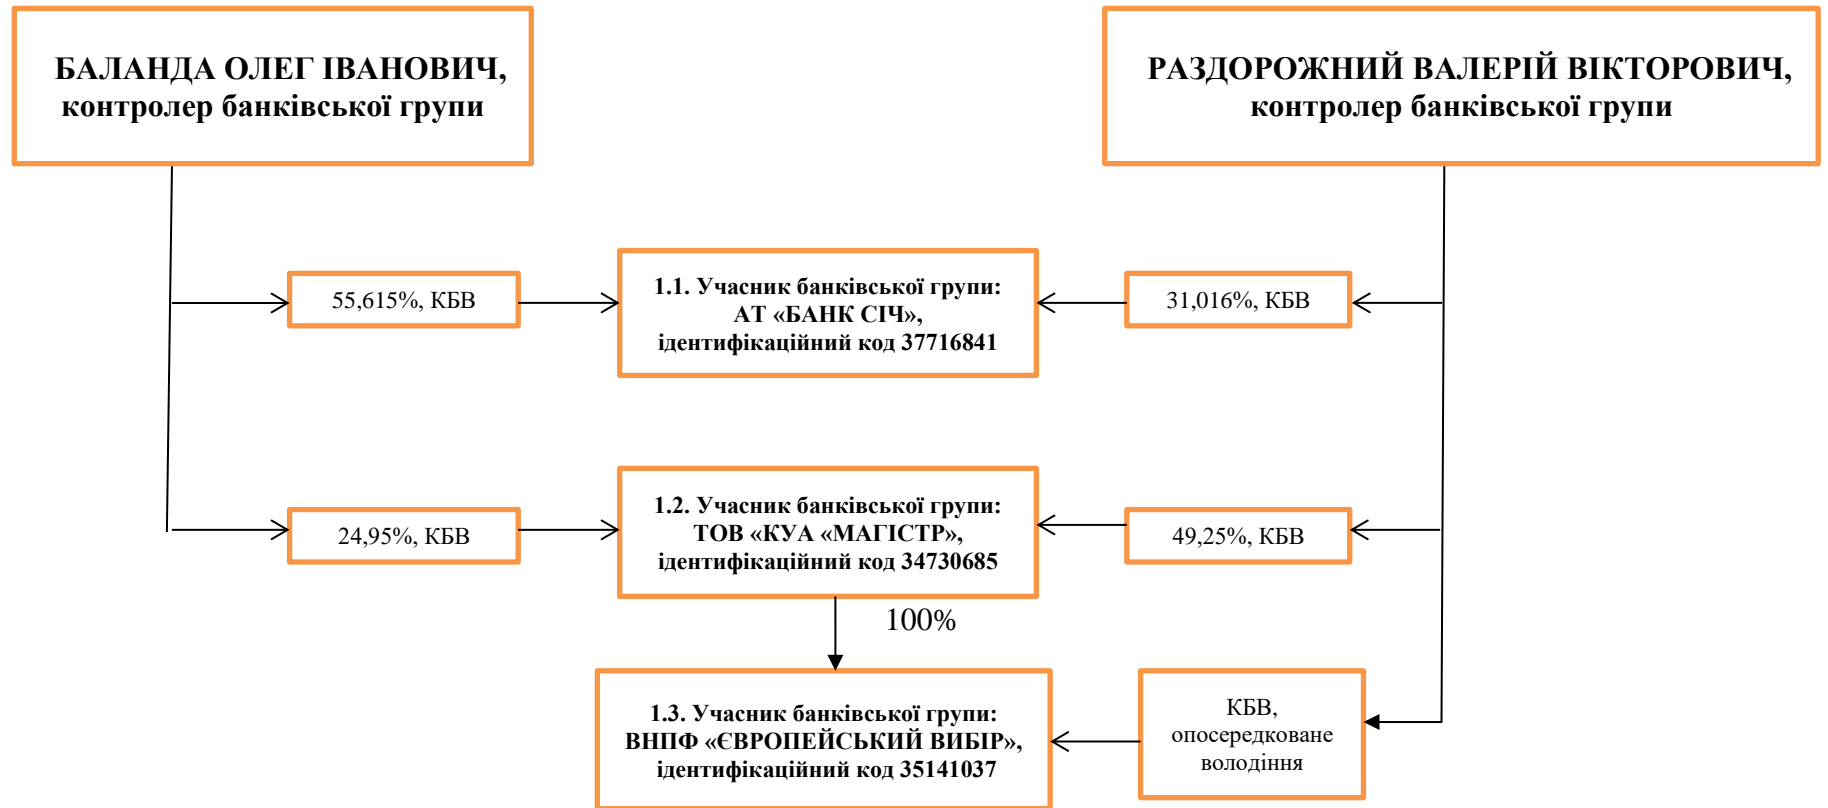 БАЛАНДА ОЛЕГ ІВАНОВИЧ,
контролер банківської групи
РАЗДОРОЖНИЙ ВАЛЕРІЙ ВІКТОРОВИЧ,
контролер банківської групи
55,615%, КБВ
1.1. Учасник банківської групи:
АТ «БАНК СІЧ»,
ідентифікаційний код 37716841
31,016%, КБВ
24,95%, КБВ
1.2. Учасник банківської групи:
ТОВ «КУА «МАГІСТР»,
ідентифікаційний код 34730685
49,25%, КБВ
100%
1.3. Учасник банківської групи:
ВНПФ «ЄВРОПЕЙСЬКИЙ ВИБІР»,
ідентифікаційний код 35141037
КБВ,
опосередковане
володіння